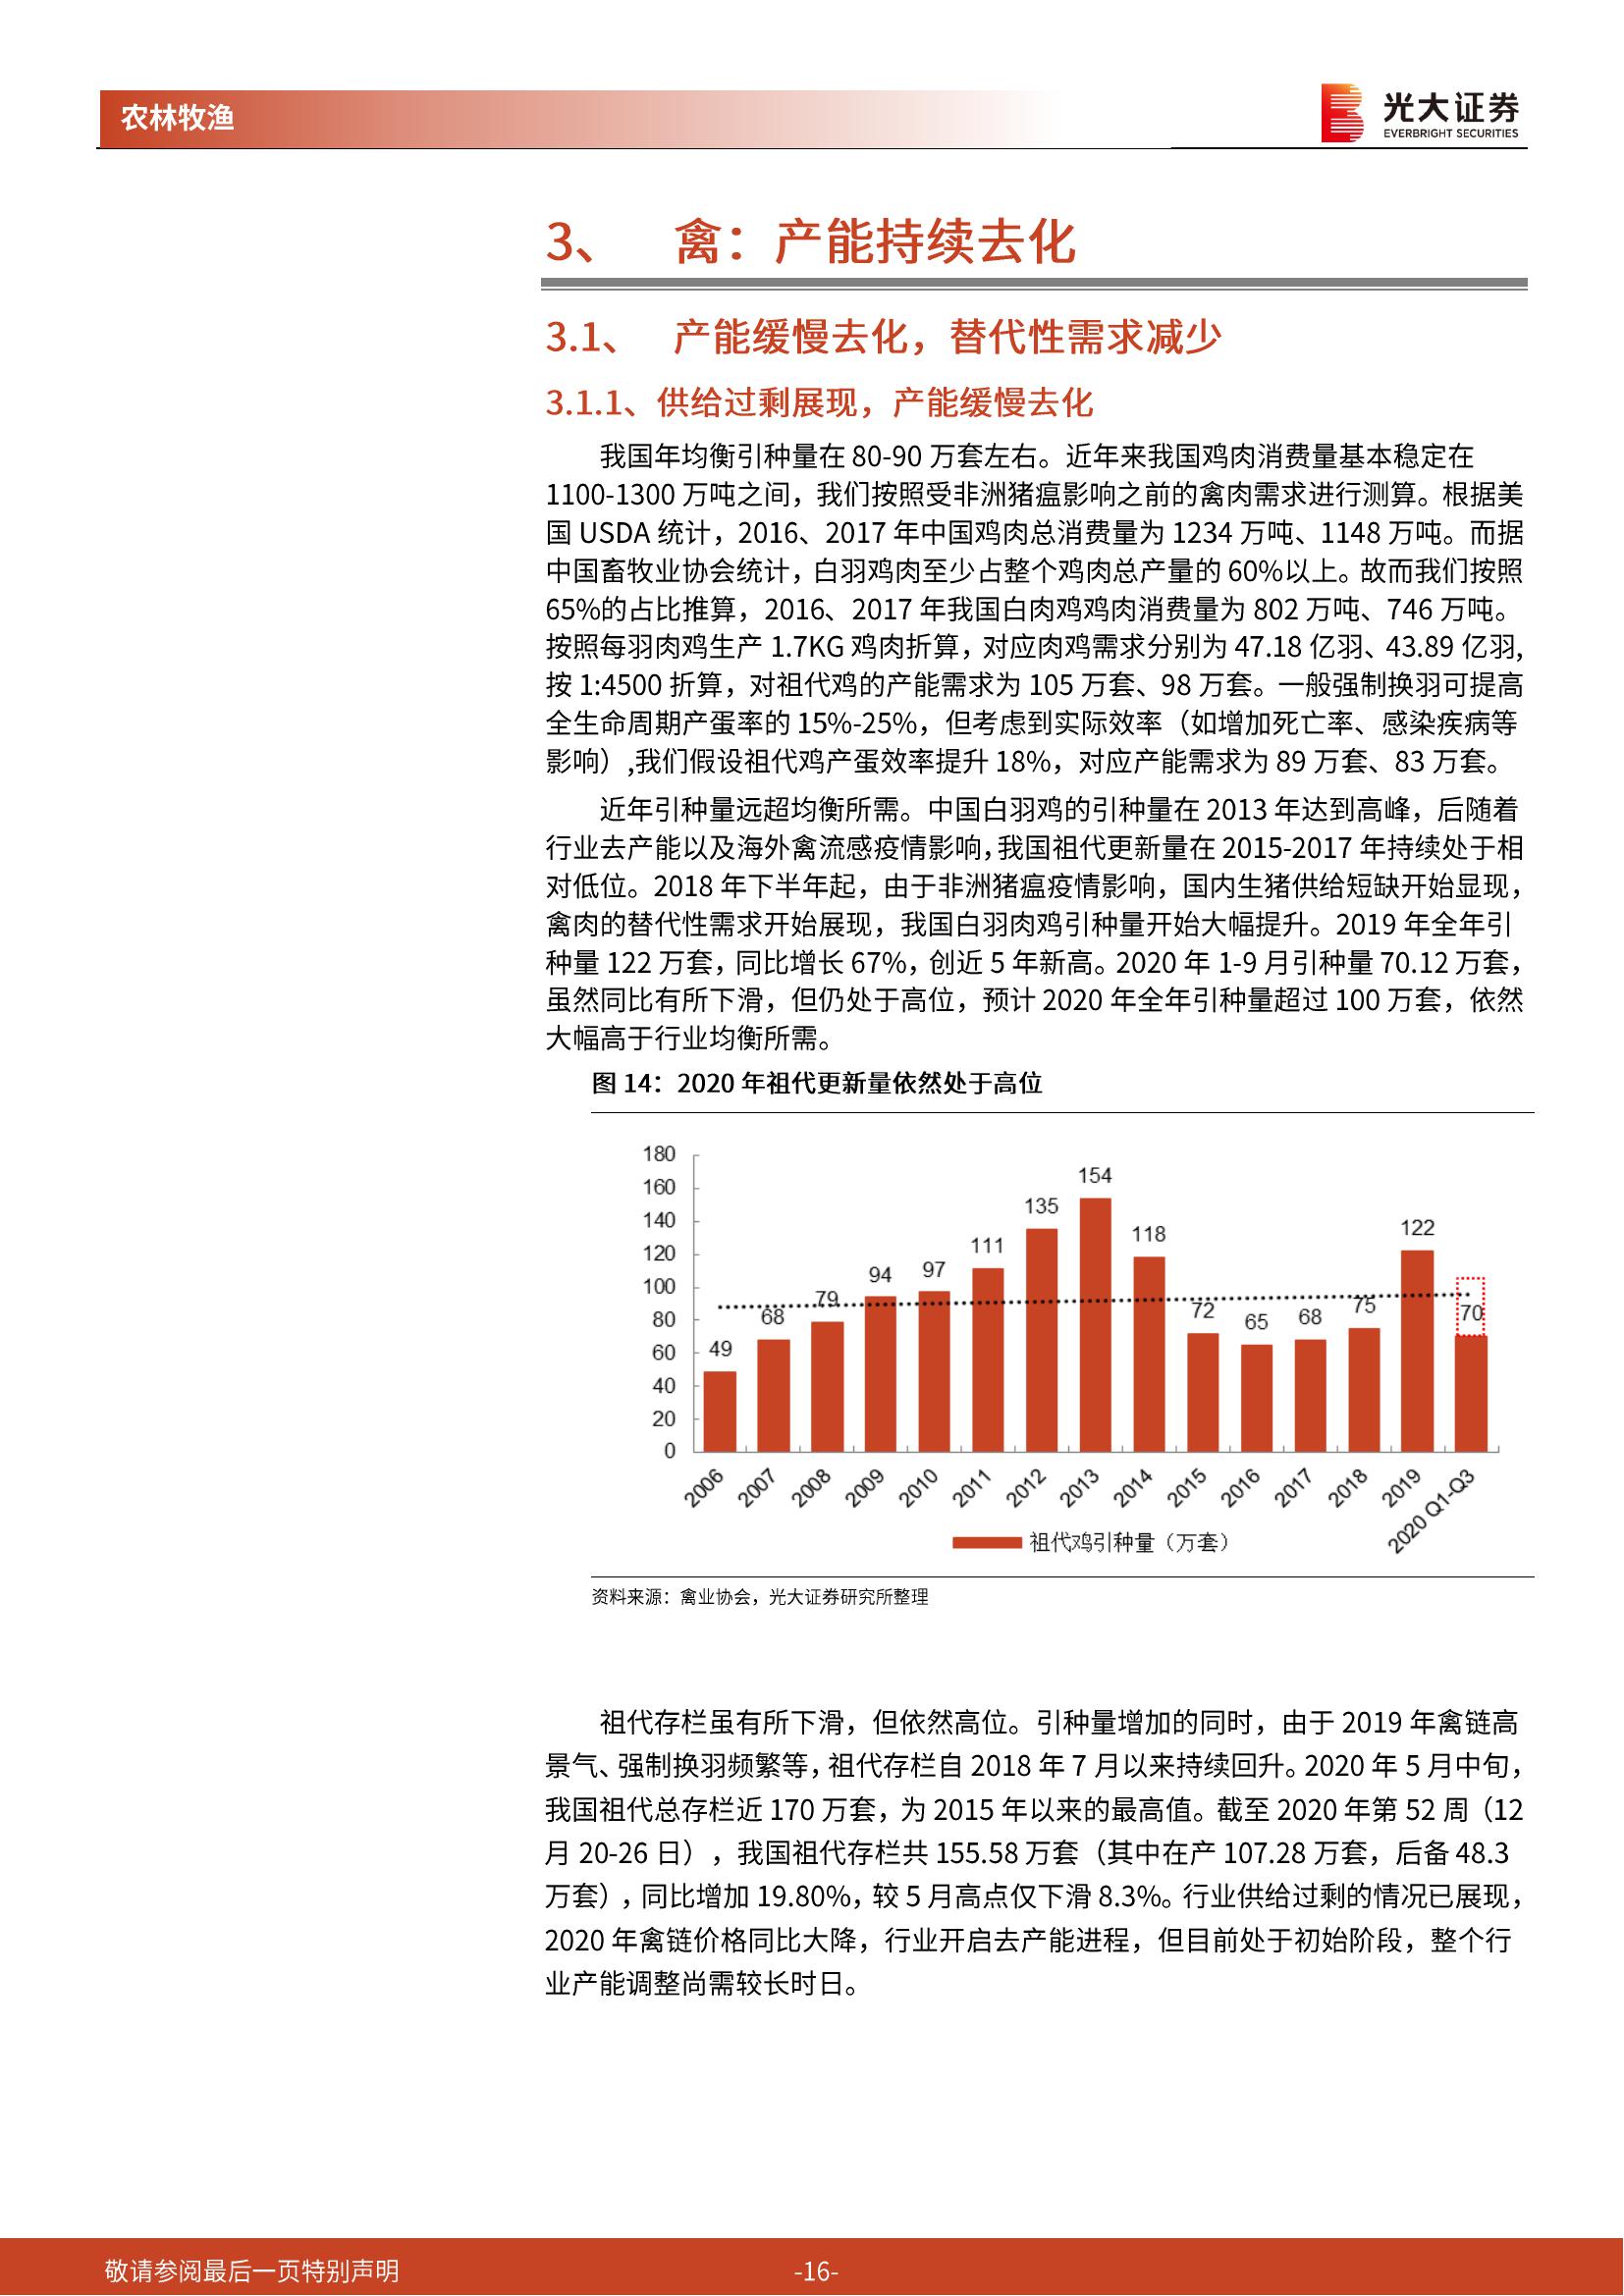 农林牧渔
光大证券
EVERBRIGHT SECURITIES
3、 禽：产能持续去化
3.1、 产能缓慢去化，替代性需求减少
3.1.1、供给过剩展现，产能缓慢去化
我国年均衡引种量在 80-90 万套左右。近年来我国鸡肉消费量基本稳定在
1100-1300 万吨之间，我们按照受非洲猪瘟影响之前的禽肉需求进行测算。根据美
国 USDA 统计，2016、2017 年中国鸡肉总消费量为 1234 万吨、1148 万吨。而据
中国畜牧业协会统计，白羽鸡肉至少占整个鸡肉总产量的 60%以上。故而我们按照
65%的占比推算，2016、2017 年我国白肉鸡鸡肉消费量为 802 万吨、746 万吨。
按照每羽肉鸡生产 1.7KG 鸡肉折算，对应肉鸡需求分别为 47.18 亿羽、43.89 亿羽,
按 1:4500 折算，对祖代鸡的产能需求为 105 万套、98 万套。一般强制换羽可提高
全生命周期产蛋率的 15%-25%，但考虑到实际效率（如增加死亡率、感染疾病等
影响）,我们假设祖代鸡产蛋效率提升 18%，对应产能需求为 89 万套、83 万套。
近年引种量远超均衡所需。中国白羽鸡的引种量在 2013 年达到高峰，后随着
行业去产能以及海外禽流感疫情影响，我国祖代更新量在 2015-2017 年持续处于相
对低位。2018 年下半年起，由于非洲猪瘟疫情影响，国内生猪供给短缺开始显现，
禽肉的替代性需求开始展现，我国白羽肉鸡引种量开始大幅提升。2019 年全年引
种量 122 万套，同比增长 67%，创近 5 年新高。2020 年 1-9 月引种量 70.12 万套，
虽然同比有所下滑，但仍处于高位，预计 2020 年全年引种量超过 100 万套，依然
大幅高于行业均衡所需。
图 14：2020 年祖代更新量依然处于高位
180
160
140
120
100
80
60
40
20
0
49
68
79
94
97
111
135
154
118
72
65
68
75
122
70
2006
2007
2008
2009
2010
2011
2012
2013
2014
2015
2016
2017
2018
2019
2020 Q1-Q3
祖代鸡引种量（万套）
资料来源：禽业协会，光大证券研究所整理
祖代存栏虽有所下滑，但依然高位。引种量增加的同时，由于 2019 年禽链高
景气、强制换羽频繁等，祖代存栏自 2018 年 7 月以来持续回升。2020 年 5 月中旬，
我国祖代总存栏近 170 万套，为 2015 年以来的最高值。截至 2020 年第 52 周（12
月 20-26 日），我国祖代存栏共 155.58 万套（其中在产 107.28 万套，后备 48.3
万套），同比增加 19.80%，较 5 月高点仅下滑 8.3%。行业供给过剩的情况已展现，
2020 年禽链价格同比大降，行业开启去产能进程，但目前处于初始阶段，整个行
业产能调整尚需较长时日。
敬请参阅最后一页特别声明
-16-